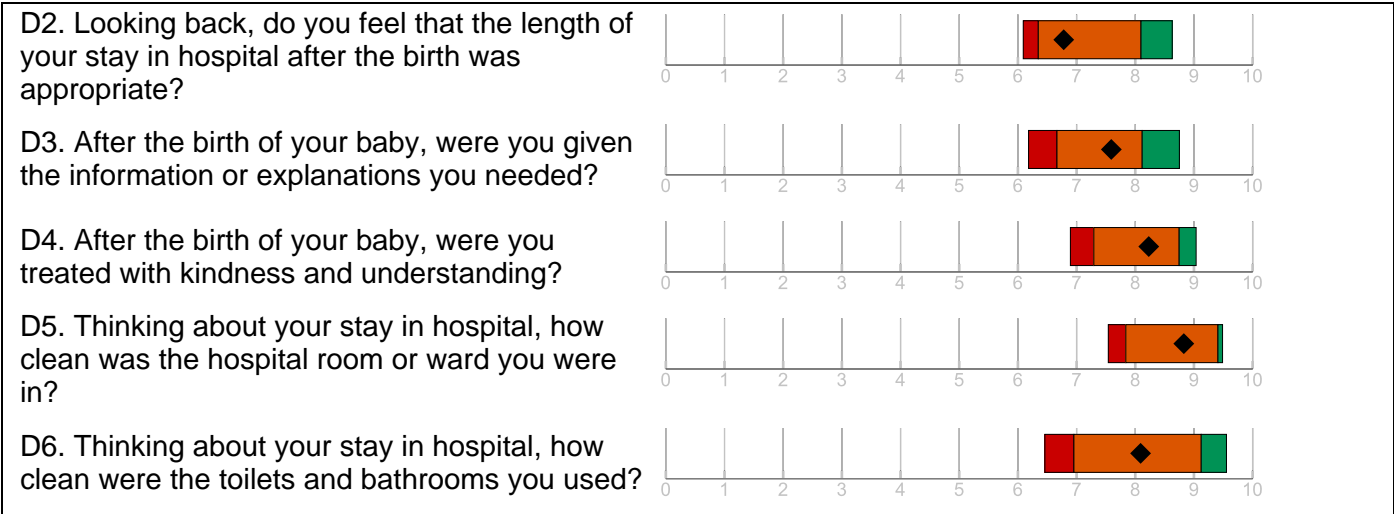 D2. Looking back, do you feel that the length of
your stay in hospital after the birth was
appropriate?
0 1 2 3 4 5 6 7 8 9 10
D3. After the birth of your baby, were you given
the information or explanations you needed?
0 1 2 3 4 5 6 7 8 9 10
D4. After the birth of your baby, were you
treated with kindness and understanding?
0 1 2 3 4 5 6 7 8 9 10
D5. Thinking about your stay in hospital, how
clean was the hospital room or ward you were
in?
0 1 2 3 4 5 6 7 8 9 10
D6. Thinking about your stay in hospital, how
clean were the toilets and bathrooms you used?
0 1 2 3 4 5 6 7 8 9 10